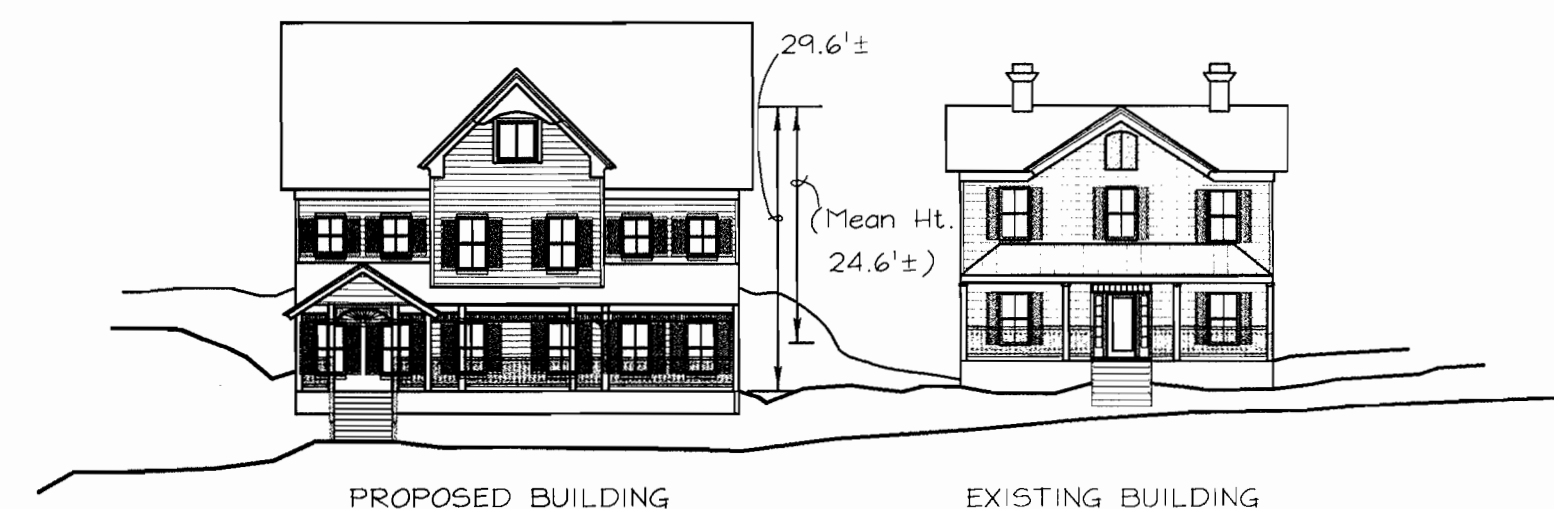 29.6'±
(Mean Ht.
24.6'±)
PROPOSED BUILDING
EXISTING BUILDING